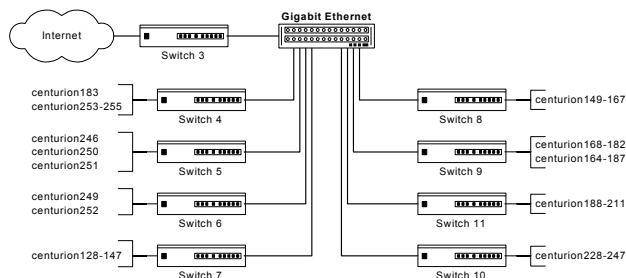 Gigabit Ethernet
Internet
Switch 3
centurion183
centurion253-255
Switch 4
centurion246
centurion250
centurion251
Switch 5
centurion249
centurion252
Switch 6
centurion128-147
Switch 7
centurion149-167
Switch 8
centurion168-182
centurion164-187
Switch 9
centurion188-211
Switch 11
centurion228-247
Switch 10